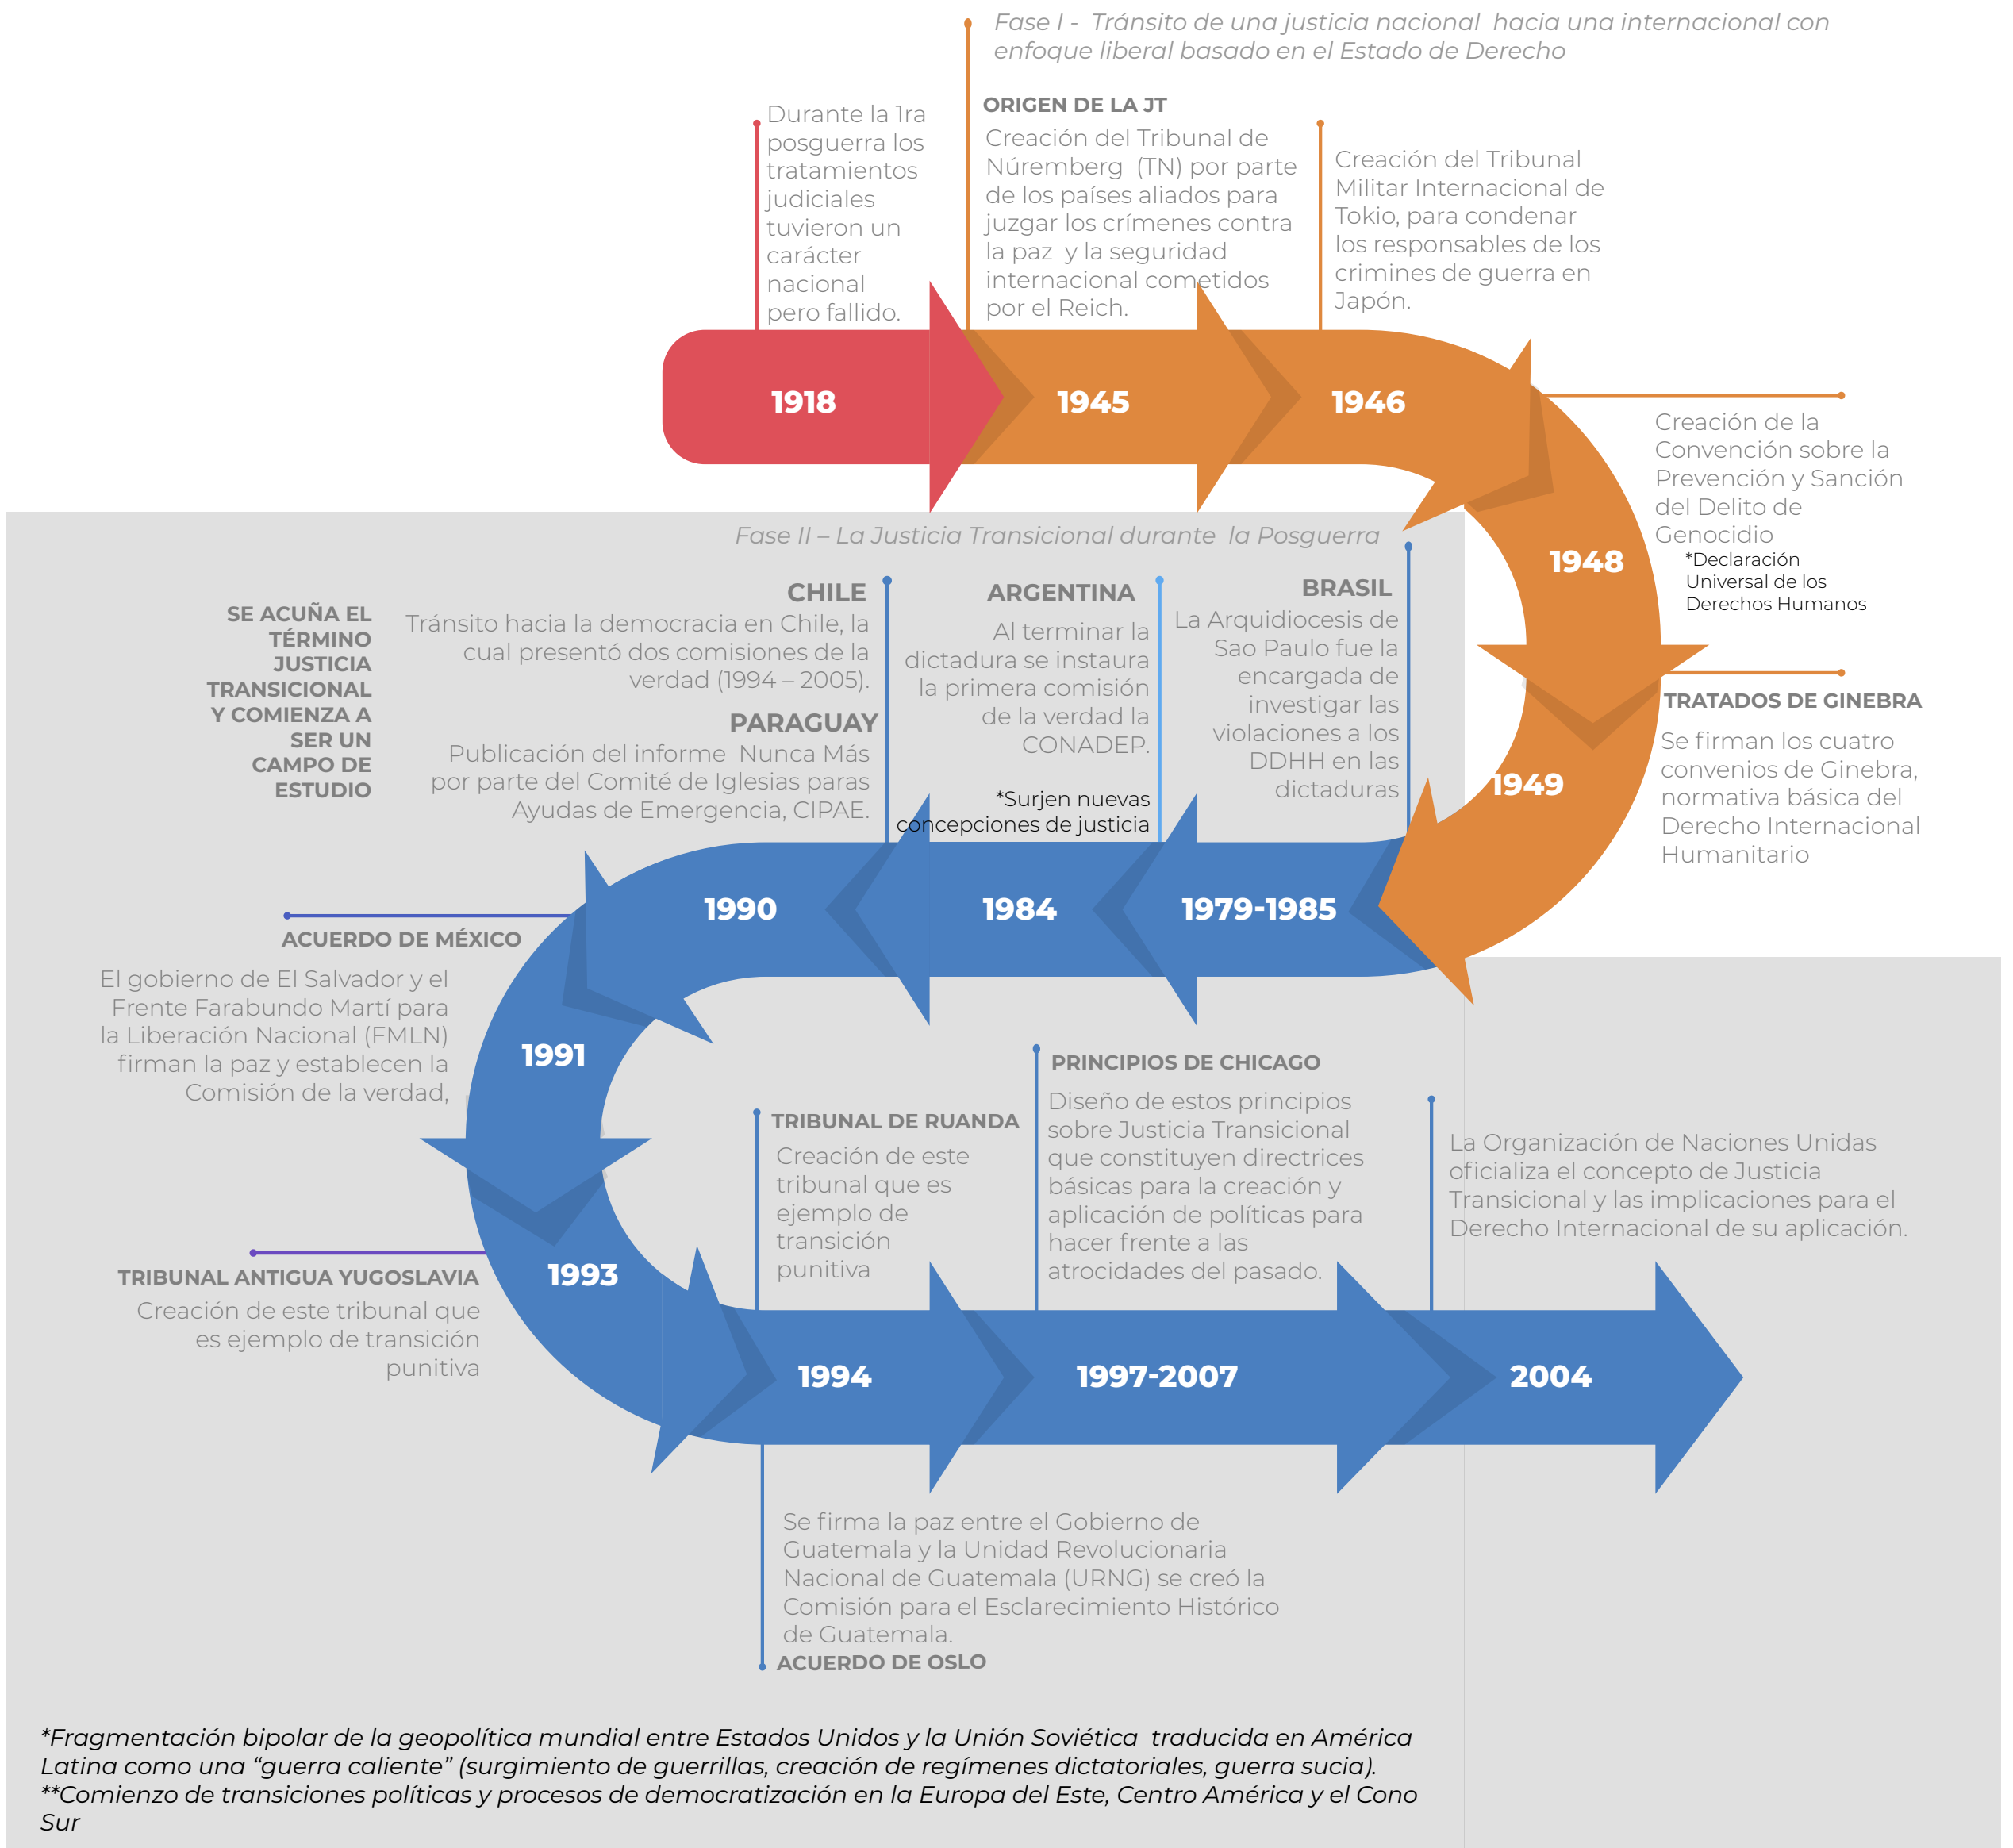 Fase I - Tránsito de una justicia nacional hacia una internacional con
enfoque liberal basado en el Estado de Derecho
Durante la 1ra
posguerra los
tratamientos
judiciales
tuvieron un
carácter
nacional
pero fallido.
ORIGEN DE LA JT
Creación del Tribunal de
Núremberg (TN) por parte
de los países aliados para
juzgar los crímenes contra
la paz y la seguridad
internacional cometidos
por el Reich.
Creación del Tribunal
Militar Internacional de
Tokio, para condenar
los responsables de los
crimines de guerra en
Japón.
1918
1945
1946
Creación de la
Convención sobre la
Prevención y Sanción
del Delito de
Genocidio
*Declaración
Universal de los
Derechos Humanos
1948
TRATADOS DE GINEBRA
Se firman los cuatro
convenios de Ginebra,
normativa básica del
Derecho Internacional
Humanitario
1949
Fase II – La Justicia Transicional durante la Posguerra
BRASIL
La Arquidiocesis de
Sao Paulo fue la
encargada de
investigar las
violaciones a los
DDHH en las
dictaduras
ARGENTINA
Al terminar la
dictadura se instaura
la primera comisión
de la verdad la
CONADEP.
*Surjen nuevas
concepciones de justicia
CHILE
Tránsito hacia la democracia en Chile, la
cual presentó dos comisiones de la
verdad (1994 – 2005).
PARAGUAY
Publicación del informe Nunca Más
por parte del Comité de Iglesias paras
Ayudas de Emergencia, CIPAE.
SE ACUÑA EL
TÉRMINO
JUSTICIA
TRANSICIONAL
Y COMIENZA A
SER UN
CAMPO DE
ESTUDIO
1979-1985
1984
1990
ACUERDO DE MÉXICO
El gobierno de El Salvador y el
Frente Farabundo Martí para
la Liberación Nacional (FMLN)
firman la paz y establecen la
Comisión de la verdad,
1991
TRIBUNAL ANTIGUA YUGOSLAVIA
Creación de este tribunal que
es ejemplo de transición
punitiva
1993
TRIBUNAL DE RUANDA
Creación de este
tribunal que es
ejemplo de
transición
punitiva
PRINCIPIOS DE CHICAGO
Diseño de estos principios
sobre Justicia Transicional
que constituyen directrices
básicas para la creación y
aplicación de políticas para
hacer frente a las
atrocidades del pasado.
La Organización de Naciones Unidas
oficializa el concepto de Justicia
Transicional y las implicaciones para el
Derecho Internacional de su aplicación.
1994
1997-2007
2004
Se firma la paz entre el Gobierno de
Guatemala y la Unidad Revolucionaria
Nacional de Guatemala (URNG) se creó la
Comisión para el Esclarecimiento Histórico
de Guatemala.
ACUERDO DE OSLO
*Fragmentación bipolar de la geopolítica mundial entre Estados Unidos y la Unión Soviética traducida en América
Latina como una “guerra caliente” (surgimiento de guerrillas, creación de regímenes dictatoriales, guerra sucia).
**Comienzo de transiciones políticas y procesos de democratización en la Europa del Este, Centro América y el Cono
Sur